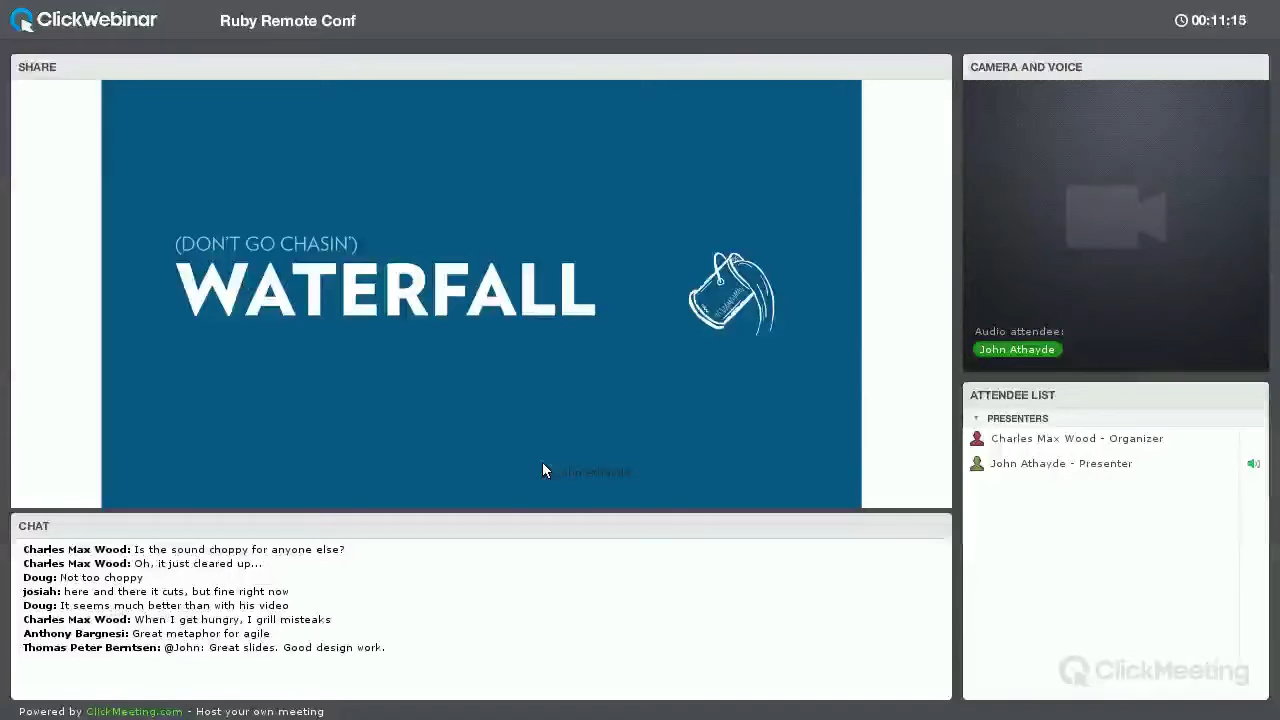 ClickWebinar
Ruby Remote Conf
00:11:15
SHARE
(DON'T GO CHASIN')
WATERFALL
John Athayde
CAMERA AND VOICE
Audio attendee:
John Athayde
ATTENDEE LIST
PRESENTERS
Charles Max Wood - Organizer
John Athayde - Presenter
CHAT
Charles Max Wood: Is the sound choppy for anyone else?
Charles Max Wood: Oh, it just cleared up...
Doug: Not too choppy
josiah: here and there it cuts, but fine right now
Doug: It seems much better than with his video
Charles Max Wood: When I get hungry, I grill misteaks
Anthony Bargnesi: Great metaphor for agile
Thomas Peter Berntsen: @John: Great slides. Good design work.
ClickMeeting
Powered by ClickMeeting.com - Host your own meeting